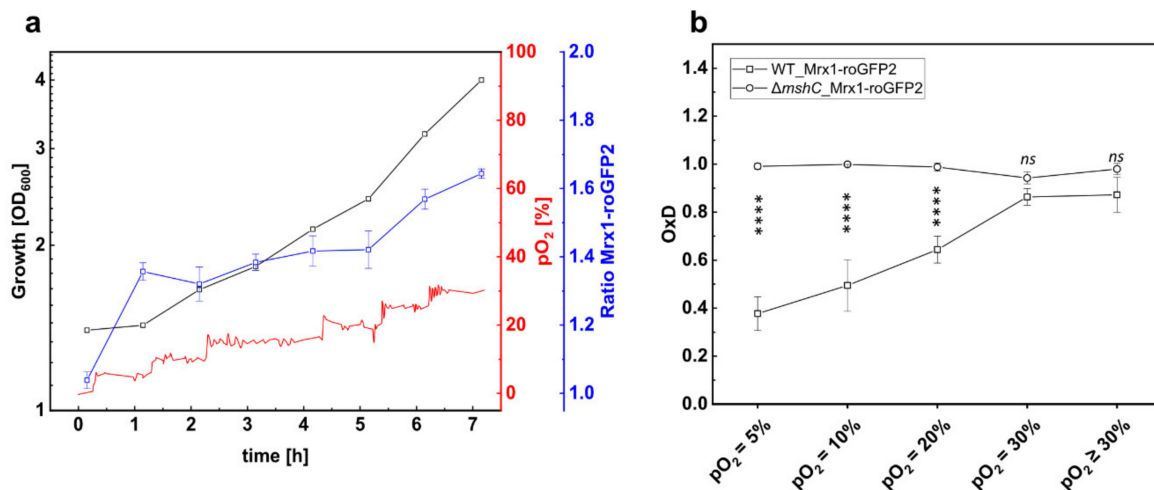 a
Growth [OD600]
4
3
2
1
0 1 2 3 4 5 6 7
time [h]
100
80
60
40
20
0
pO2 [%]
2.0
1.8
1.6
1.4
1.2
1.0
Ratio Mrx1-roGFP2
b
OxD
1.4
1.2
1.0
0.8
0.6
0.4
0.2
0.0
WT_Mrx1-roGFP2
ΔmshC_Mrx1-roGFP2
****
****
****
ns
ns
pO2 = 5%
pO2 = 10%
pO2 = 20%
pO2 = 30%
pO2 ≥ 30%